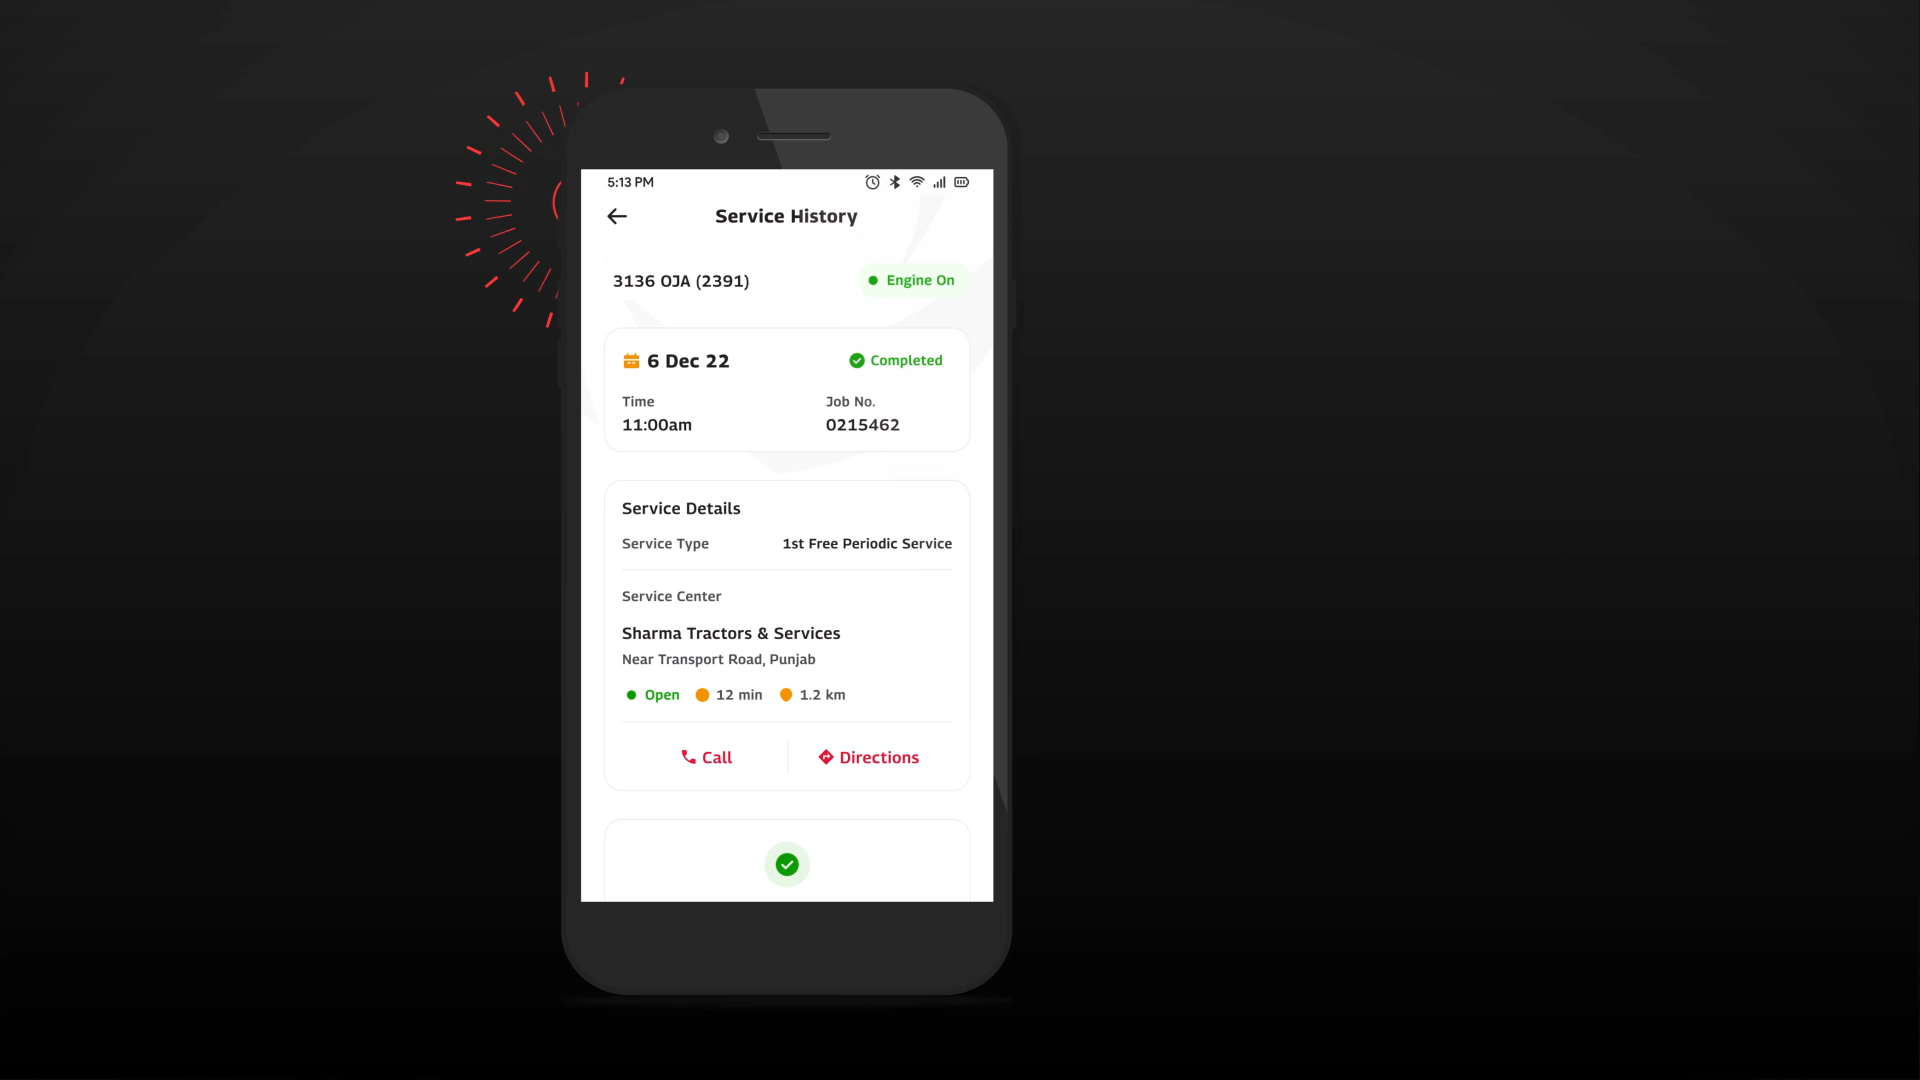 5:13 PM
Service History
3136 OJA (2391)
Engine On
6 Dec 22
Completed
Time
Job No.
11:00am
0215462
Service Details
Service Type
1st Free Periodic Service
Service Center
Sharma Tractors & Services
Near Transport Road, Punjab
Open
12 min
1.2 km
Call
Directions